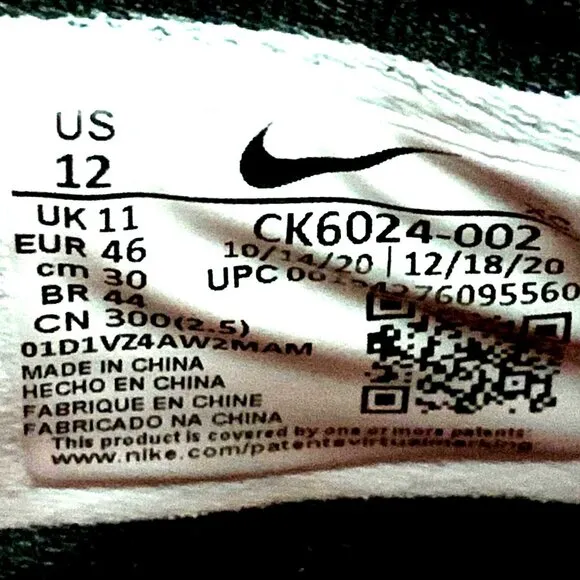 US
12
UK 11
EUR 46
cm 30
BR 44
CN 300(2.5)
01D1VZ4AW2MAM
MADE IN CHINA
HECHO EN CHINA
FABRIQUE EN CHINE
FABRICADO NA CHINA
CK6024-002
10/14/20 | 12/18/20
UPC
This product is covered by one or more patents
www.nike.com/patentsvirtualmarking